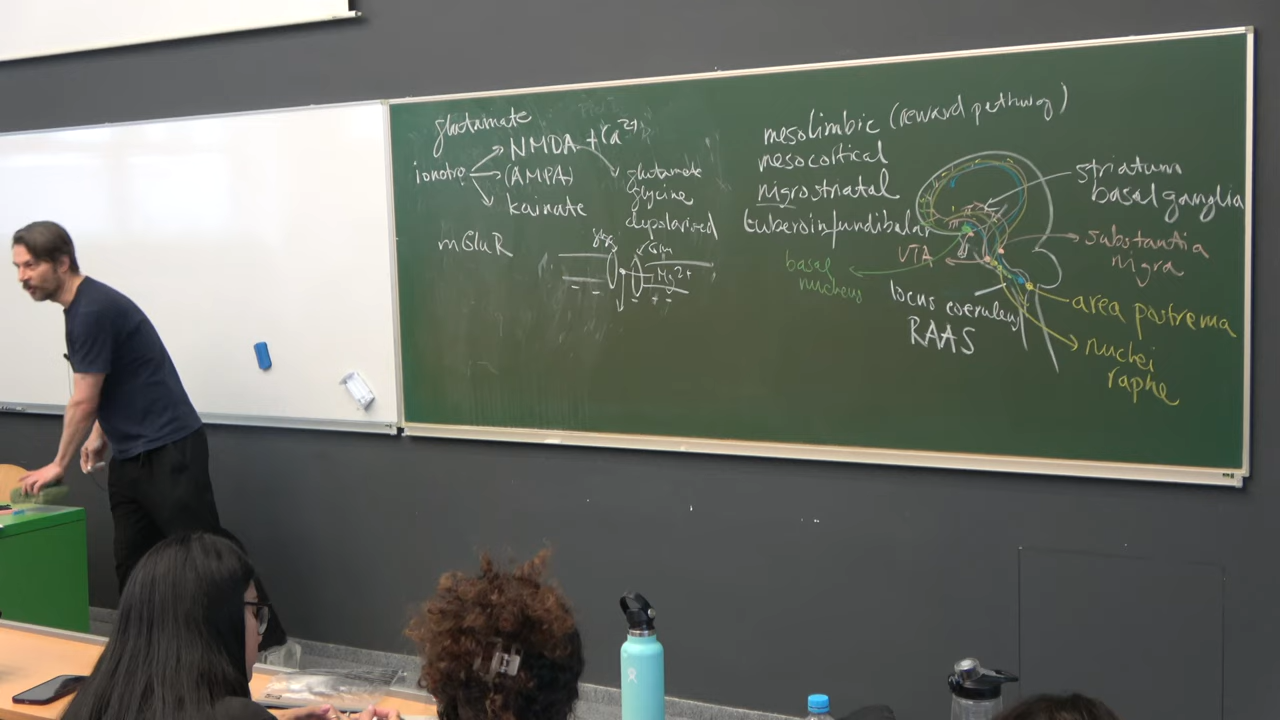 glutamate
NMDA + Ca²⁺
ionotro
(AMPA)
kainate
glutamate
glycine
depolarised
mGluR
Mg²⁺
mesolimbic (reward pathway)
mesocortical
nigrostriatal
tuberoinfundibular
striatum
basal ganglia
VTA
substantia
nigra
basal
nucleus
locus coeruleus
RAAS
area postrema
nuclei
raphe